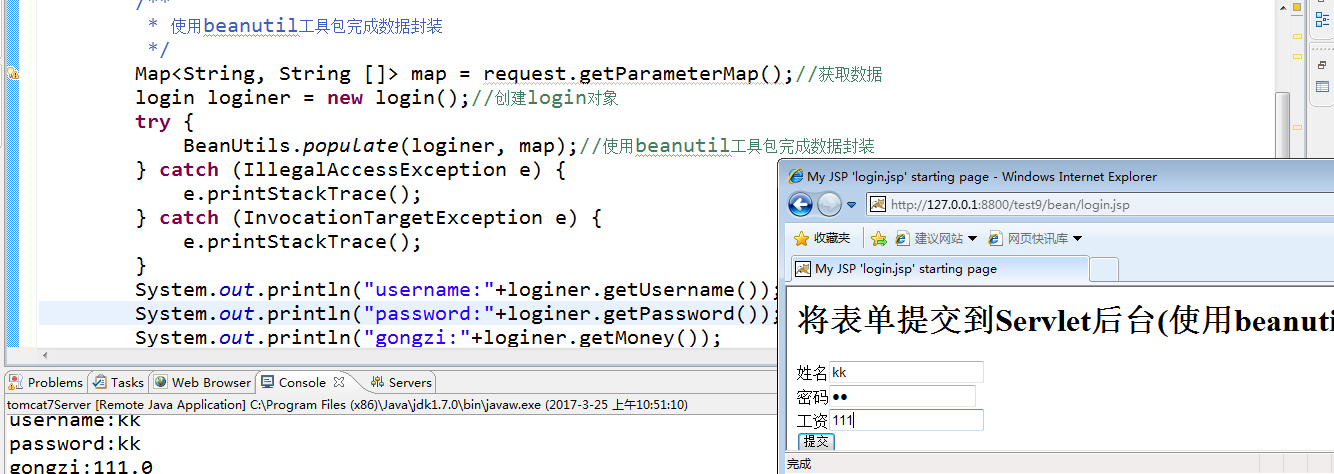 /**
* 使用beanutil工具包完成数据封装
*/
Map<String, String []> map = request.getParameterMap();//获取数据
login loginer = new login();//创建login对象
try {
BeanUtils.populate(loginer, map);//使用beanutil工具包完成数据封装
} catch (IllegalAccessException e) {
e.printStackTrace();
} catch (InvocationTargetException e) {
e.printStackTrace();
}
System.out.println("username:"+loginer.getUsername());
System.out.println("password:"+loginer.getPassword());
System.out.println("gongzi:"+loginer.getMoney());
Problems Tasks Web Browser Console Servers
tomcat7Server [Remote Java Application] C:\Program Files (x86)\Java\jdk1.7.0\bin\javaw.exe (2017-3-25 上午10:51:10)
username:kk
password:kk
gongzi:111.0
My JSP 'login.jsp' starting page - Windows Internet Explorer
http://127.0.0.1:8800/test9/bean/login.jsp
收藏夹 建议网站 网页快讯库
My JSP 'login.jsp' starting page
将表单提交到Servlet后台(使用beanuti
姓名 kk
密码 ●●
工资 111
提交
完成